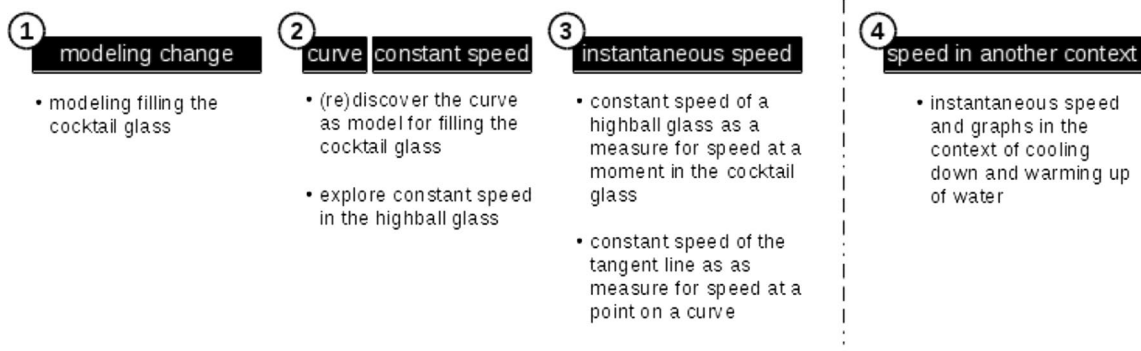 1
modeling change
• modeling filling the
cocktail glass
2
curve constant speed
• (re)discover the curve
as model for filling the
cocktail glass
• explore constant speed
in the highball glass
3
instantaneous speed
• constant speed of a
highball glass as a
measure for speed at a
moment in the cocktail
glass
• constant speed of the
tangent line as as
measure for speed at a
point on a curve
4
speed in another context
• instantaneous speed
and graphs in the
context of cooling
down and warming up
of water